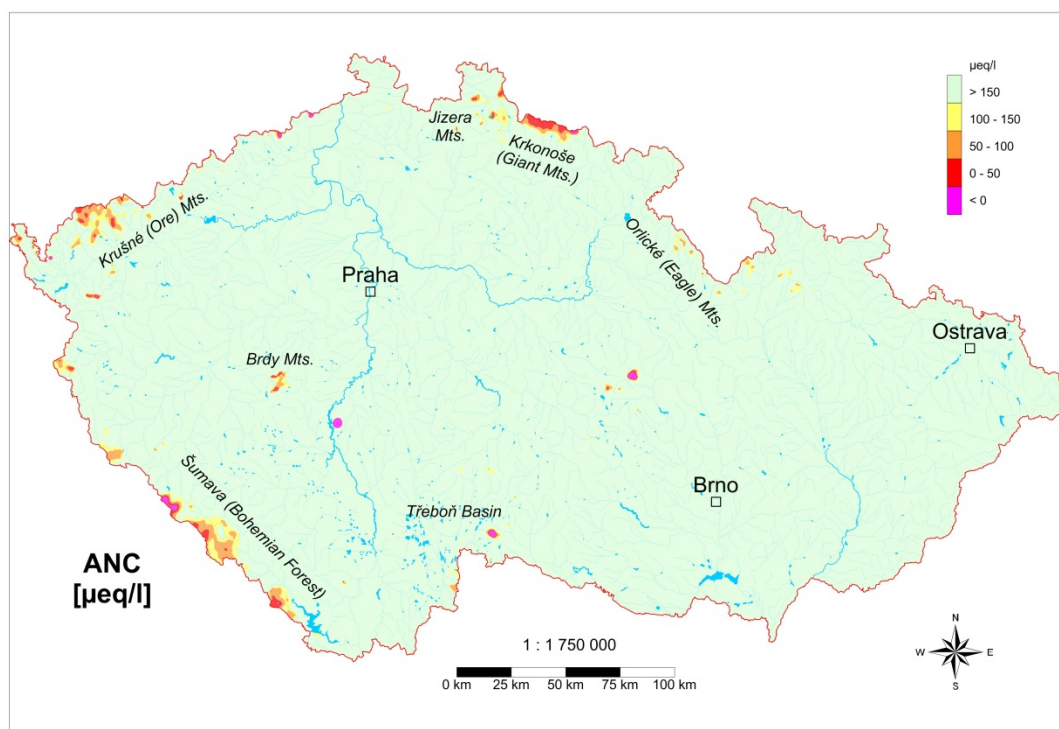 µeq/l
> 150
100 - 150
50 - 100
0 - 50
< 0
Jizera
Mts.
Krkonoše
(Giant Mts.)
Krušné (Ore) Mts.
Orlické (Eagle) Mts.
Praha
Ostrava
Brdy Mts.
Šumava (Bohemian Forest)
Třeboň Basin
Brno
ANC
[µeq/l]
1 : 1 750 000
0 km 25 km 50 km 75 km 100 km
N
W E
S